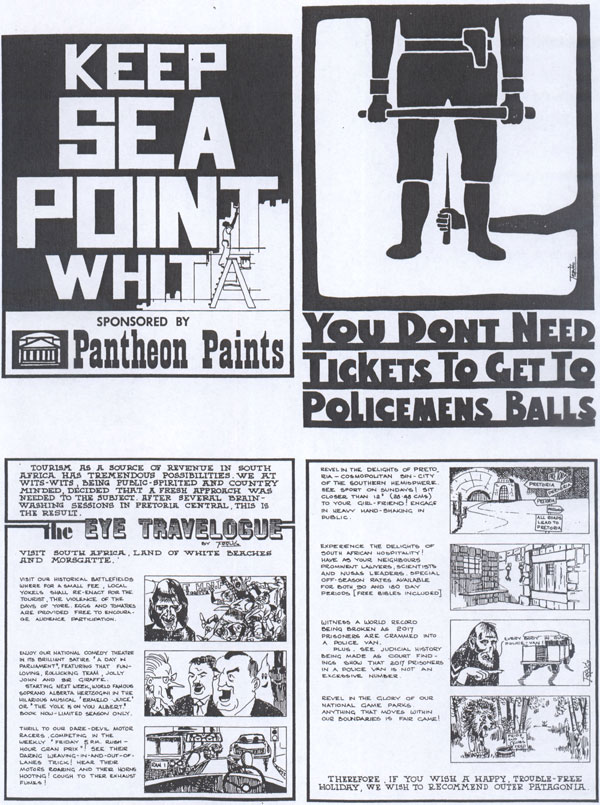 KEEP
SEA
POINT
WHIT
SPONSORED BY
Pantheon Paints
YOU DONT NEED
TICKETS TO GET TO
POLICEMENS BALLS
TOURISM AS A SOURCE OF REVENUE IN SOUTH
AFRICA HAS TREMENDOUS POSSIBILITIES. WE AT
WITS-WITS, BEING PUBLIC-SPIRITED AND COUNTRY
MINDED, DECIDED THAT A FRESH APPROACH WAS
NEEDED TO THE SUBJECT. AFTER SEVERAL BRAIN-
WASHING SESSIONS IN PRETORIA CENTRAL, THIS IS
THE RESULT.
the EYE TRAVELOGUE
BY
VISIT SOUTH AFRICA, LAND OF WHITE BEACHES
AND MORSGATTE.
VISIT OUR HISTORICAL BATTLEFIELDS
WHERE FOR A SMALL FEE, LOCAL
YOKELS SHALL RE-ENACT FOR THE
TOURIST, THE VIOLENCE OF THE
DAYS OF YORE. EGGS AND TOMATOES
ARE PROVIDED FREE TO ENCOURA-
GE AUDIENCE PARTICIPATION.
ENJOY OUR NATIONAL COMEDY THEATRE
IN ITS BRILLIANT SATIRE "A DAY IN
PARLIAMENT", FEATURING THAT FUN-
LOVING, ROLLICKING TEAM, JOLLY
JOHN AND SIR GIRAFFE.
STARTING NEXT WEEK, WORLD FAMOUS
SOPRANO ALBERTA HERTZOGINI IN THE
HILARIOUS MUSICAL "ERMELO JUICE"
OR "THE YOLK IS ON YOU ALBERT!"
BOOK NOW - LIMITED SEASON ONLY.
THRILL TO OUR DARE-DEVIL MOTOR
RACERS, COMPETING IN THE
WEEKLY "FRIDAY 5 P.M. RUSH-
HOUR GRAN PRIX"! SEE THEIR
DARING WEAVING-IN-AND-OUT-OF-
LANES TRICK! HEAR THEIR
MOTORS ROARING AND THEIR HORNS
HOOTING! COUGH TO THEIR EXHAUST
FUMES!
REVEL IN THE DELIGHTS OF PRETO
RIA - COSMOPOLITAN SIN-CITY
OF THE SOUTHERN HEMISPHERE.
SEE SPORT ON SUNDAYS! SIT
CLOSER THAN 12"
TO YOUR GIRL-FRIEND! ENGAGE
IN HEAVY HAND-SHAKING IN
PUBLIC.
PRETORIA
PRETORIA
ALL ROADS
LEAD TO
PRETORIA
EXPERIENCE THE DELIGHTS OF
SOUTH AFRICAN HOSPITALITY!
HAVE AS YOUR NEIGHBOURS
PROMINENT LAWYERS, SCIENTISTS
AND NUSAS LEADERS. SPECIAL
OFF-SEASON RATES AVAILABLE
FOR BOTH 90 AND 180 DAY
PERIODS [FREE BIBLES INCLUDED]
WITNESS A WORLD RECORD
BEING BROKEN AS 2017
PRISONERS ARE CRAMMED INTO
A POLICE VAN.
PLUS, SEE JUDICIAL HISTORY
BEING MADE AS COURT FIND-
INGS SHOW THAT 2017 PRISONERS
IN A POLICE VAN IS NOT AN
EXCESSIVE NUMBER.
REVEL IN THE GLORY OF OUR
NATIONAL GAME PARKS.
ANYTHING THAT MOVES WITHIN
OUR BOUNDARIES IS FAIR GAME!
THEREFORE, IF YOU WISH A HAPPY, TROUBLE-FREE
HOLIDAY, WE WISH TO RECOMMEND OUTER PATAGONIA.